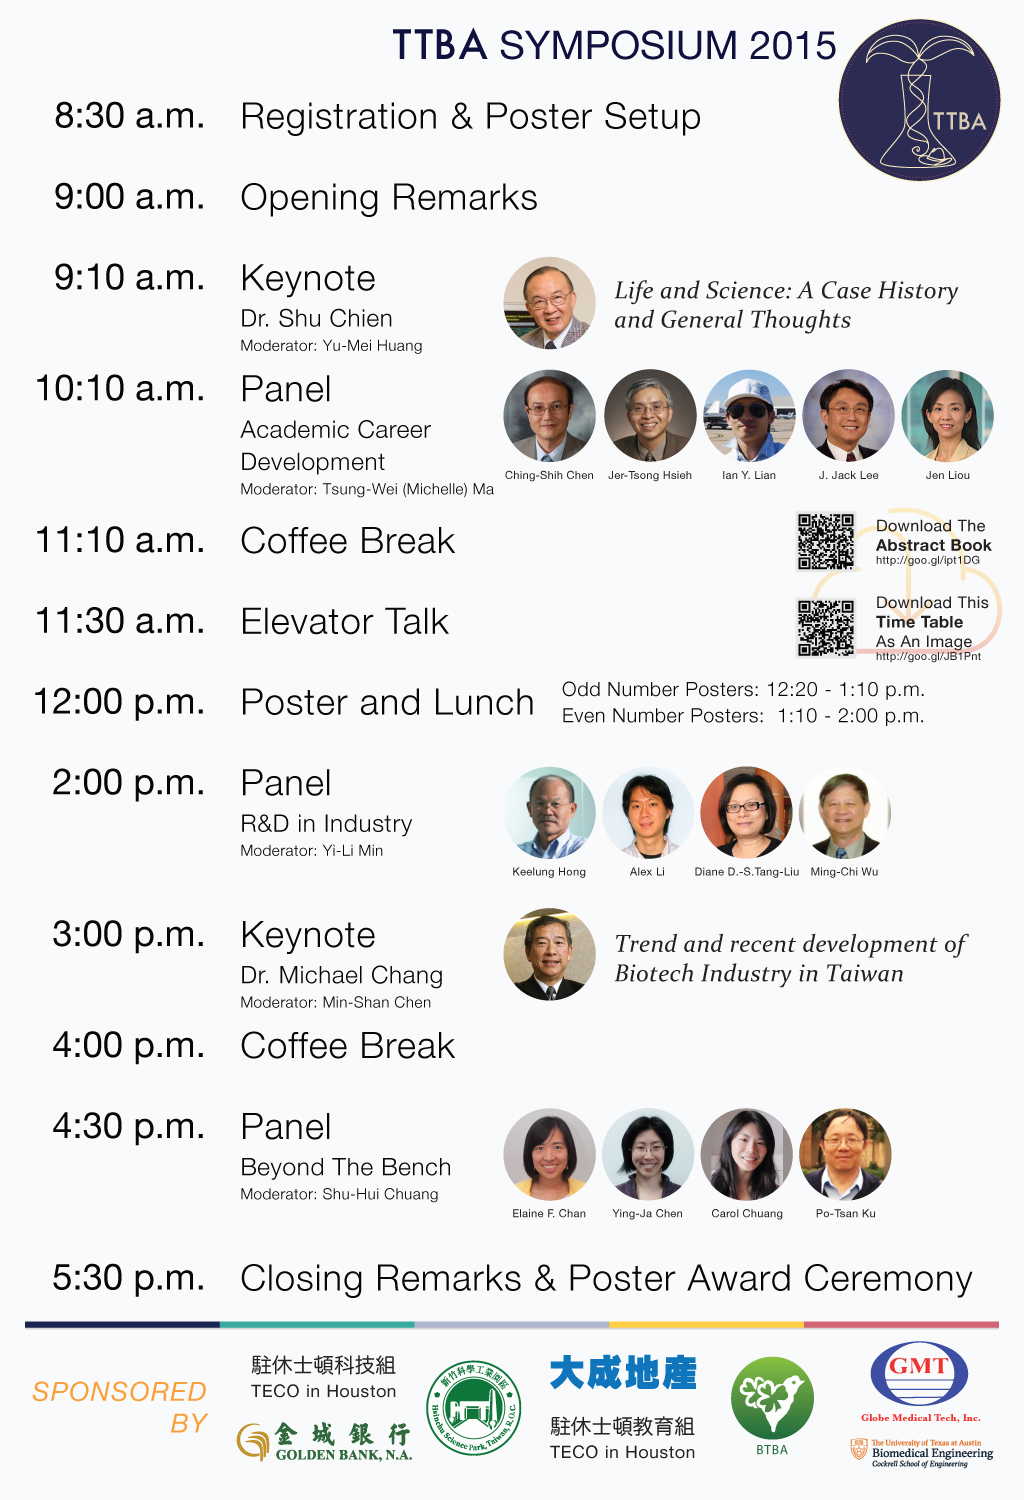 TTBA SYMPOSIUM 2015
TTBA
8:30 a.m. Registration & Poster Setup
9:00 a.m. Opening Remarks
9:10 a.m. Keynote
Dr. Shu Chien
Moderator: Yu-Mei Huang
Life and Science: A Case History
and General Thoughts
10:10 a.m. Panel
Academic Career
Development
Moderator: Tsung-Wei (Michelle) Ma
Ching-Shih Chen Jer-Tsong Hsieh Ian Y. Lian J. Jack Lee Jen Liou
11:10 a.m. Coffee Break
Download The
Abstract Book
http://goo.gl/ipt1DG
11:30 a.m. Elevator Talk
Download This
Time Table
As An Image
http://goo.gl/JB1Pnt
12:00 p.m. Poster and Lunch
Odd Number Posters: 12:20 - 1:10 p.m.
Even Number Posters: 1:10 - 2:00 p.m.
2:00 p.m. Panel
R&D in Industry
Moderator: Yi-Li Min
Keelung Hong Alex Li Diane D.-S.Tang-Liu Ming-Chi Wu
3:00 p.m. Keynote
Dr. Michael Chang
Moderator: Min-Shan Chen
Trend and recent development of
Biotech Industry in Taiwan
4:00 p.m. Coffee Break
4:30 p.m. Panel
Beyond The Bench
Moderator: Shu-Hui Chuang
Elaine F. Chan Ying-Ja Chen Carol Chuang Po-Tsan Ku
5:30 p.m. Closing Remarks & Poster Award Ceremony
SPONSORED
BY
駐休士頓科技組
TECO in Houston
金城銀行
GOLDEN BANK, N.A.
新竹科學工業園區
Hsinchu Science Park, Taiwan, R.O.C.
大成地產
駐休士頓教育組
TECO in Houston
BTBA
GMT
Globe Medical Tech, Inc.
The University of Texas at Austin
Biomedical Engineering
Cockrell School of Engineering